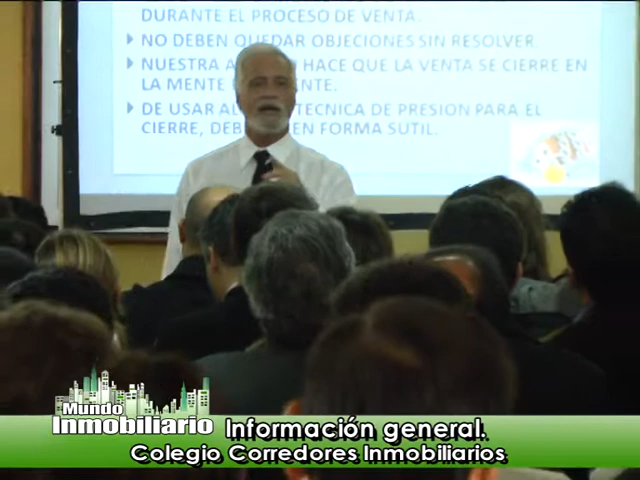 DURANTE EL PROCESO DE VENTA.
NO DEBEN QUEDAR OBJECIONES SIN RESOLVER.
NUESTRA A HACE QUE LA VENTA SE CIERRE EN
LA MENTE
DE USAR AL TECNICA DE PRESION PARA EL
CIERRE, EN FORMA SUTIL.
Mundo
Inmobiliario
Información general.
Colegio Corredores Inmobiliarios